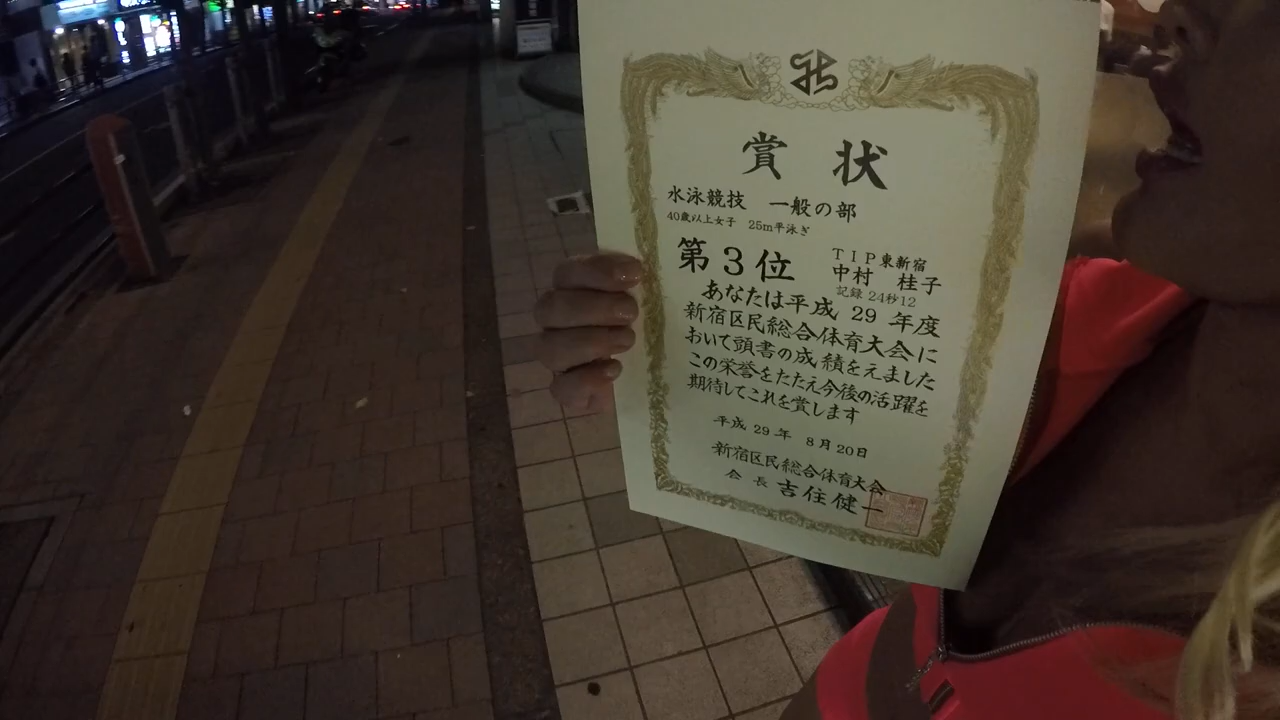 賞状
水泳競技 一般の部
40歳以上女子 25m平泳ぎ
第3位
TIP東新宿
中村 桂子
記録 24秒12
あなたは平成 29 年度
新宿区民総合体育大会に
おいて頭書の成績をえました
この栄誉をたたえ今後の活躍を
期待してこれを賞します
平成 29 年 8月20日
新宿区民総合体育大会
会長 吉住健一